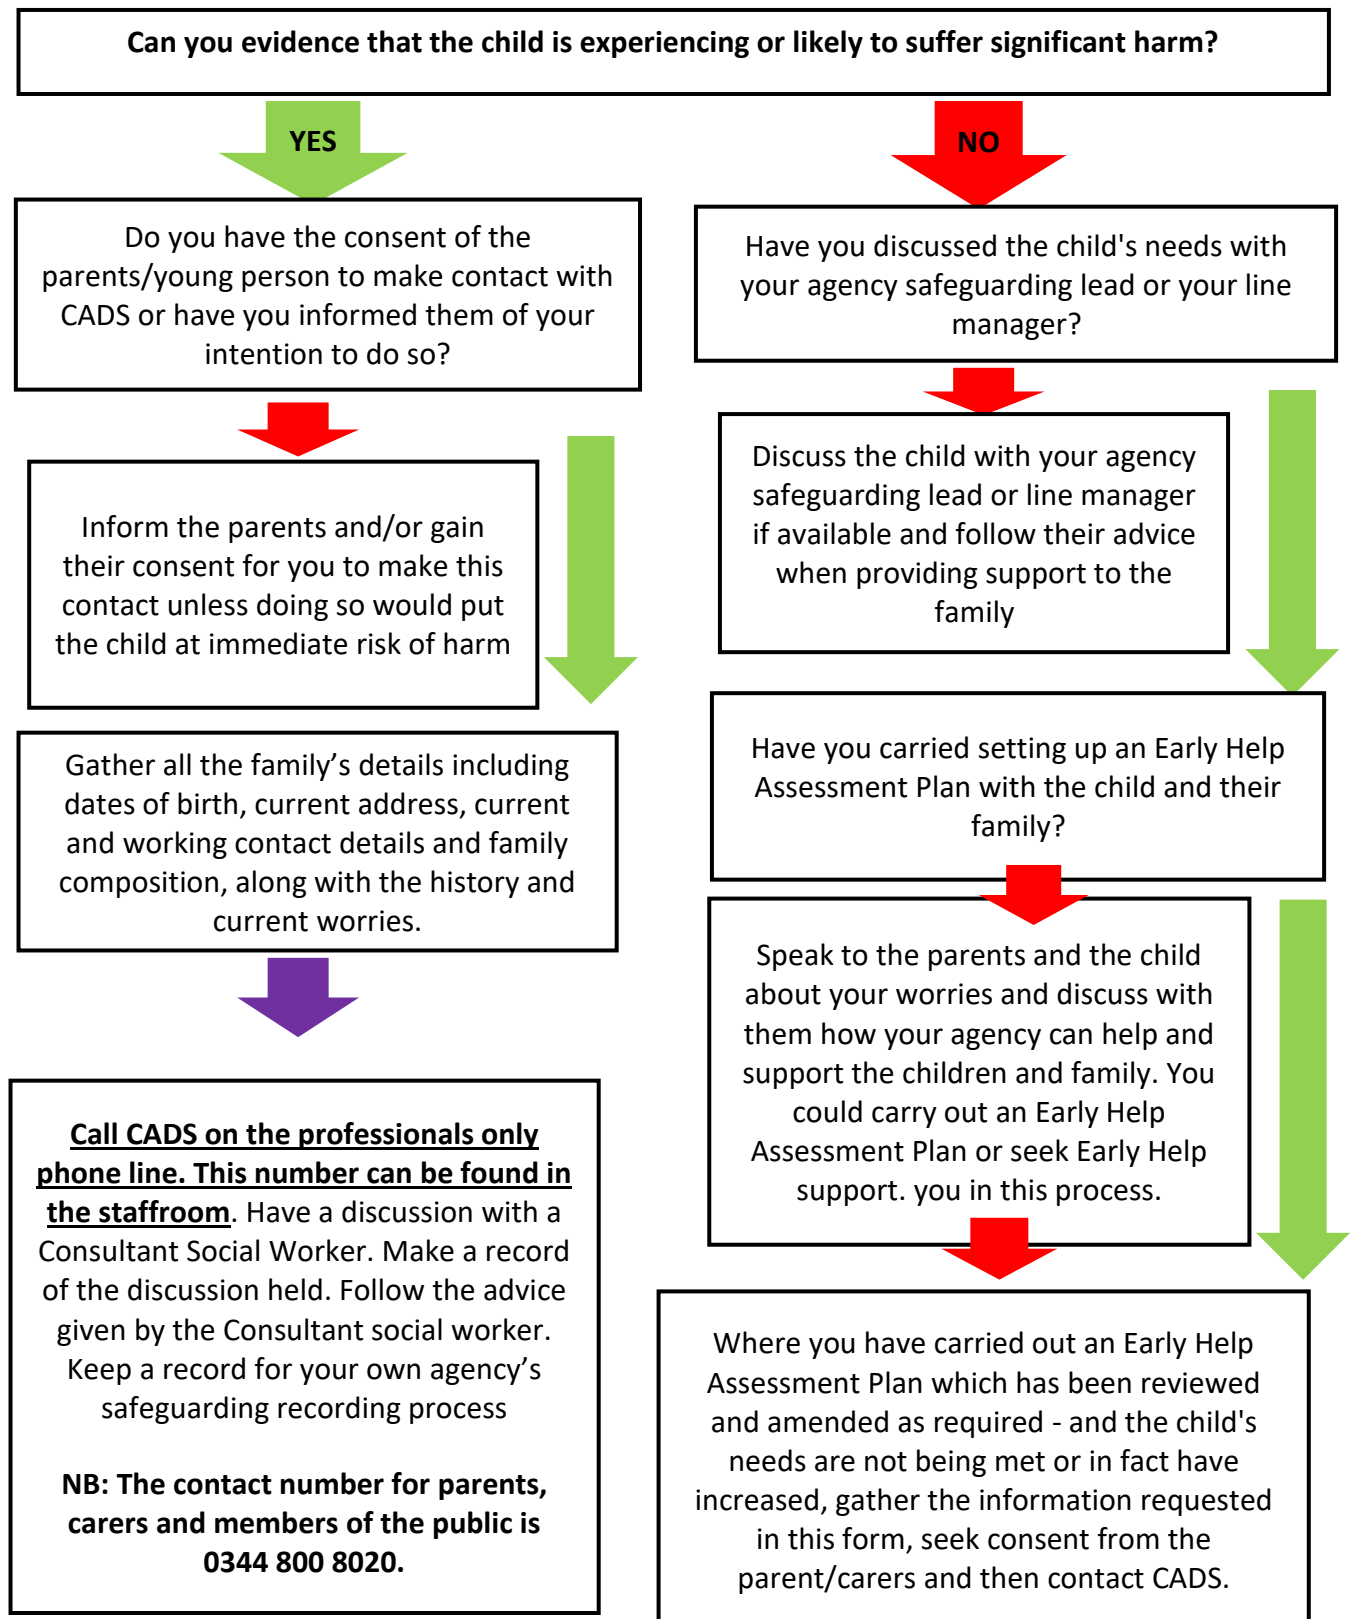 Can you evidence that the child is experiencing or likely to suffer significant harm?
YES
NO
Do you have the consent of the
parents/young person to make contact with
CADS or have you informed them of your
intention to do so?
Inform the parents and/or gain
their consent for you to make this
contact unless doing so would put
the child at immediate risk of harm
Gather all the family’s details including
dates of birth, current address, current
and working contact details and family
composition, along with the history and
current worries.
Call CADS on the professionals only
phone line. This number can be found in
the staffroom. Have a discussion with a
Consultant Social Worker. Make a record
of the discussion held. Follow the advice
given by the Consultant social worker.
Keep a record for your own agency’s
safeguarding recording process
NB: The contact number for parents,
carers and members of the public is
0344 800 8020.
Have you discussed the child's needs with
your agency safeguarding lead or your line
manager?
Discuss the child with your agency
safeguarding lead or line manager
if available and follow their advice
when providing support to the
family
Have you carried setting up an Early Help
Assessment Plan with the child and their
family?
Speak to the parents and the child
about your worries and discuss with
them how your agency can help and
support the children and family. You
could carry out an Early Help
Assessment Plan or seek Early Help
support. you in this process.
Where you have carried out an Early Help
Assessment Plan which has been reviewed
and amended as required - and the child's
needs are not being met or in fact have
increased, gather the information requested
in this form, seek consent from the
parent/carers and then contact CADS.